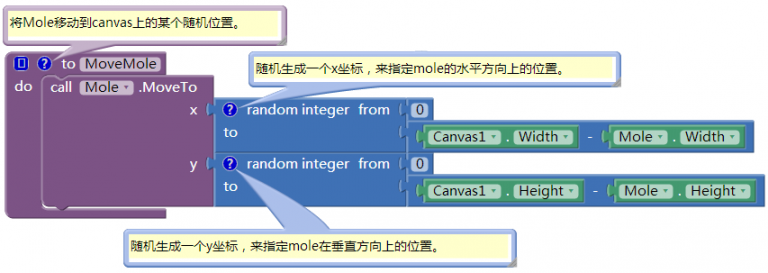 将Mole移动到canvas上的某个随机位置。
? to MoveMole
随机生成一个x坐标，来指定mole的水平方向上的位置。
do call Mole .MoveTo
x ? random integer from 0
to Canvas1 . Width - Mole . Width
y ? random integer from 0
to Canvas1 . Height - Mole . Height
随机生成一个y坐标，来指定mole在垂直方向上的位置。